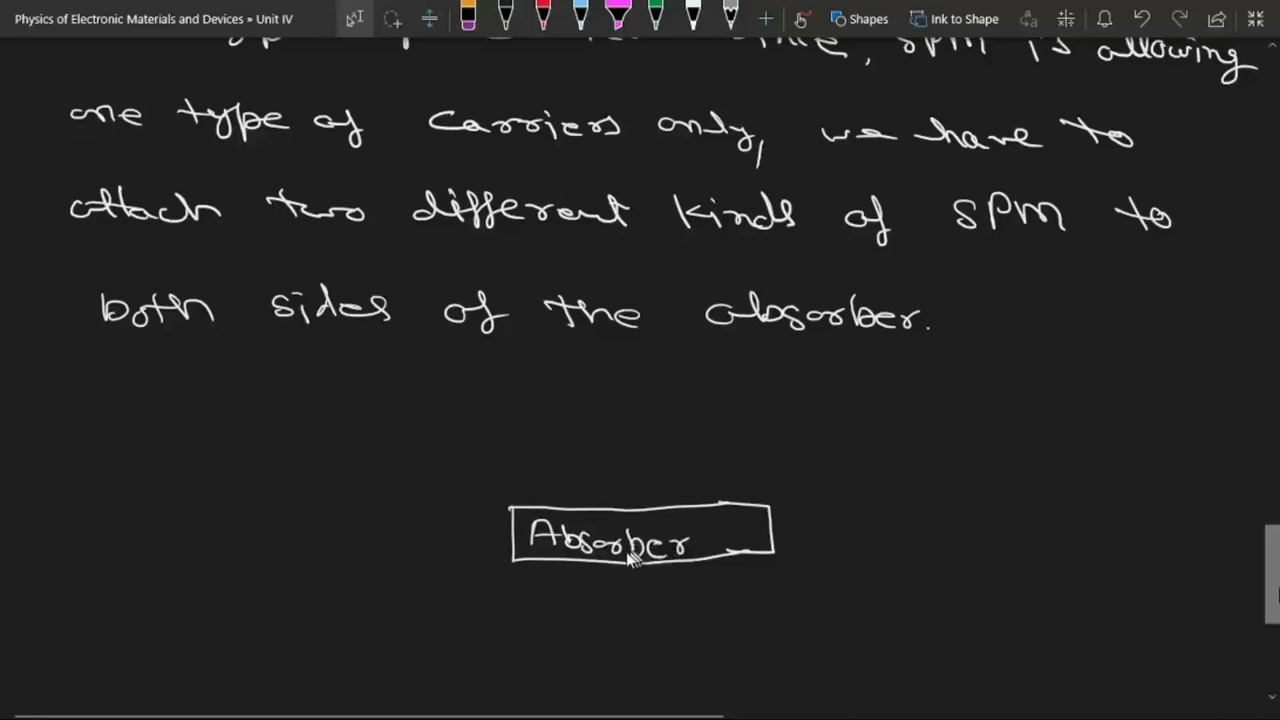 Physics of Electronic Materials and Devices » Unit IV
Shapes
Ink to Shape
, SPM is allowing
one type of carriers only, we have to
attach two different kinds of SPM to
both sides of the absorber.
Absorber